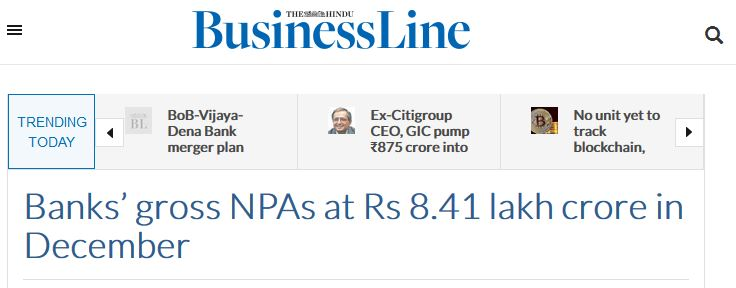 THE HINDU
BusinessLine
TRENDING
TODAY
BL
BoB-Vijaya-
Dena Bank
merger plan
Ex-Citigroup
CEO, GIC pump
₹875 crore into
No unit yet to
track
blockchain,
Banks’ gross NPAs at Rs 8.41 lakh crore in
December